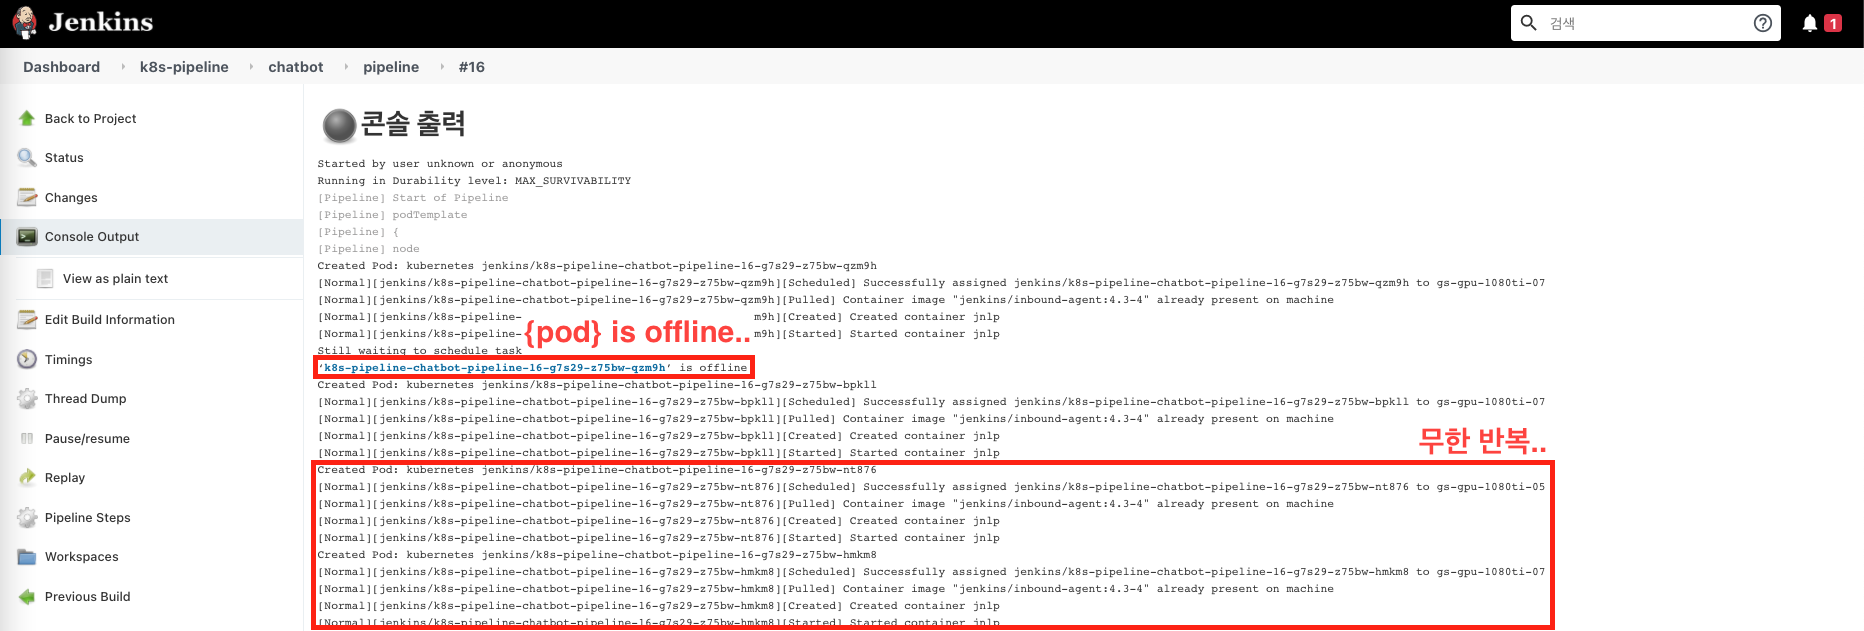 Jenkins
검색
1
Dashboard
k8s-pipeline
chatbot
pipeline
#16
Back to Project
Status
Changes
Console Output
View as plain text
Edit Build Information
Timings
Thread Dump
Pause/resume
Replay
Pipeline Steps
Workspaces
Previous Build
콘솔 출력
Started by user unknown or anonymous
Running in Durability level: MAX_SURVIVABILITY
[Pipeline] Start of Pipeline
[Pipeline] podTemplate
[Pipeline] {
[Pipeline] node
Created Pod: kubernetes jenkins/k8s-pipeline-chatbot-pipeline-16-g7s29-z75bw-qzm9h
[Normal][jenkins/k8s-pipeline-chatbot-pipeline-16-g7s29-z75bw-qzm9h][Scheduled] Successfully assigned jenkins/k8s-pipeline-chatbot-pipeline-16-g7s29-z75bw-qzm9h to gs-gpu-1080ti-07
[Normal][jenkins/k8s-pipeline-chatbot-pipeline-16-g7s29-z75bw-qzm9h][Pulled] Container image "jenkins/inbound-agent:4.3-4" already present on machine
[Normal][jenkins/k8s-pipeline- m9h][Created] Created container jnlp
[Normal][jenkins/k8s-pipeline- m9h][Started] Started container jnlp
{pod} is offline..
Still waiting to schedule task
‘k8s-pipeline-chatbot-pipeline-16-g7s29-z75bw-qzm9h’ is offline
Created Pod: kubernetes jenkins/k8s-pipeline-chatbot-pipeline-16-g7s29-z75bw-bpkll
[Normal][jenkins/k8s-pipeline-chatbot-pipeline-16-g7s29-z75bw-bpkll][Scheduled] Successfully assigned jenkins/k8s-pipeline-chatbot-pipeline-16-g7s29-z75bw-bpkll to gs-gpu-1080ti-07
[Normal][jenkins/k8s-pipeline-chatbot-pipeline-16-g7s29-z75bw-bpkll][Pulled] Container image "jenkins/inbound-agent:4.3-4" already present on machine
[Normal][jenkins/k8s-pipeline-chatbot-pipeline-16-g7s29-z75bw-bpkll][Created] Created container jnlp
[Normal][jenkins/k8s-pipeline-chatbot-pipeline-16-g7s29-z75bw-bpkll][Started] Started container jnlp
무한 반복..
Created Pod: kubernetes jenkins/k8s-pipeline-chatbot-pipeline-16-g7s29-z75bw-nt876
[Normal][jenkins/k8s-pipeline-chatbot-pipeline-16-g7s29-z75bw-nt876][Scheduled] Successfully assigned jenkins/k8s-pipeline-chatbot-pipeline-16-g7s29-z75bw-nt876 to gs-gpu-1080ti-05
[Normal][jenkins/k8s-pipeline-chatbot-pipeline-16-g7s29-z75bw-nt876][Pulled] Container image "jenkins/inbound-agent:4.3-4" already present on machine
[Normal][jenkins/k8s-pipeline-chatbot-pipeline-16-g7s29-z75bw-nt876][Created] Created container jnlp
[Normal][jenkins/k8s-pipeline-chatbot-pipeline-16-g7s29-z75bw-nt876][Started] Started container jnlp
Created Pod: kubernetes jenkins/k8s-pipeline-chatbot-pipeline-16-g7s29-z75bw-hmkm8
[Normal][jenkins/k8s-pipeline-chatbot-pipeline-16-g7s29-z75bw-hmkm8][Scheduled] Successfully assigned jenkins/k8s-pipeline-chatbot-pipeline-16-g7s29-z75bw-hmkm8 to gs-gpu-1080ti-07
[Normal][jenkins/k8s-pipeline-chatbot-pipeline-16-g7s29-z75bw-hmkm8][Pulled] Container image "jenkins/inbound-agent:4.3-4" already present on machine
[Normal][jenkins/k8s-pipeline-chatbot-pipeline-16-g7s29-z75bw-hmkm8][Created] Created container jnlp
[Normal][jenkins/k8s-pipeline-chatbot-pipeline-16-g7s29-z75bw-hmkm8][Started] Started container jnlp